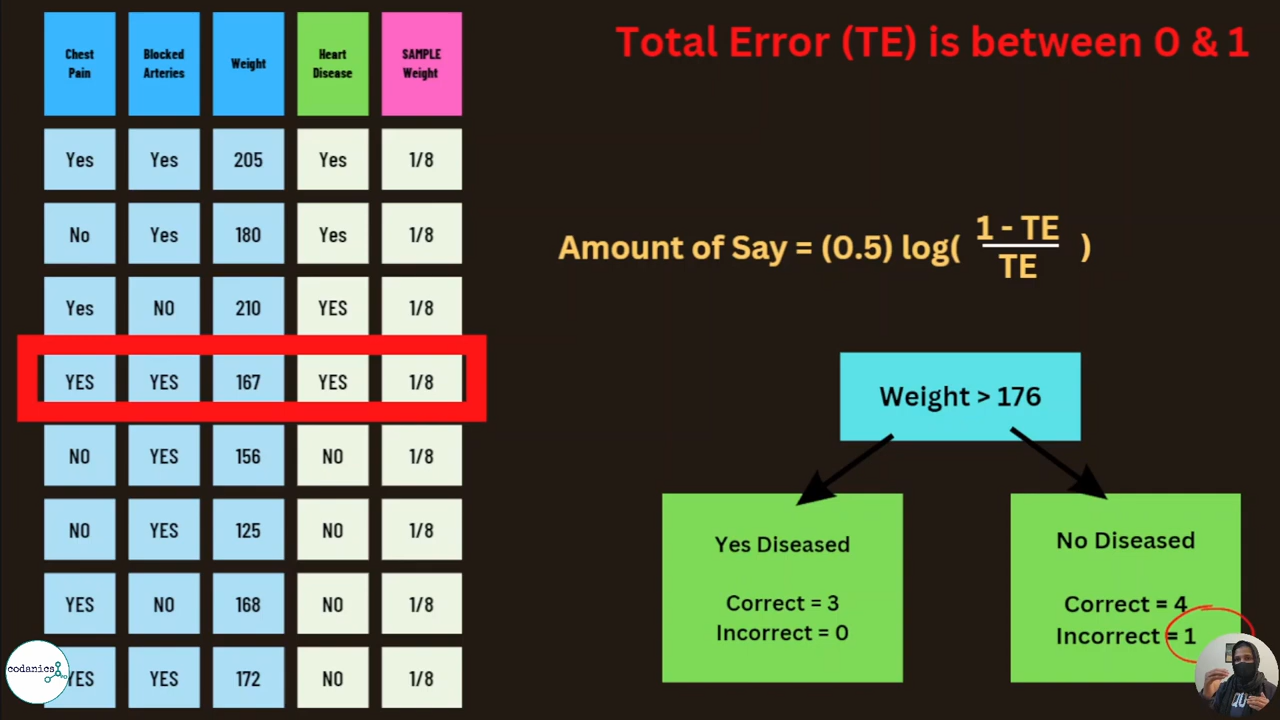 Total Error (TE) is between 0 & 1
Chest Pain Blocked Arteries Weight Heart Disease SAMPLE Weight
Yes Yes 205 Yes 1/8
No Yes 180 Yes 1/8
Yes NO 210 YES 1/8
YES YES 167 YES 1/8
NO YES 156 NO 1/8
NO YES 125 NO 1/8
YES NO 168 NO 1/8
YES YES 172 NO 1/8
Amount of Say = (0.5) log( 1 - TE / TE )
Weight > 176
Yes Diseased
Correct = 3
Incorrect = 0
No Diseased
Correct = 4
Incorrect = 1
codanics